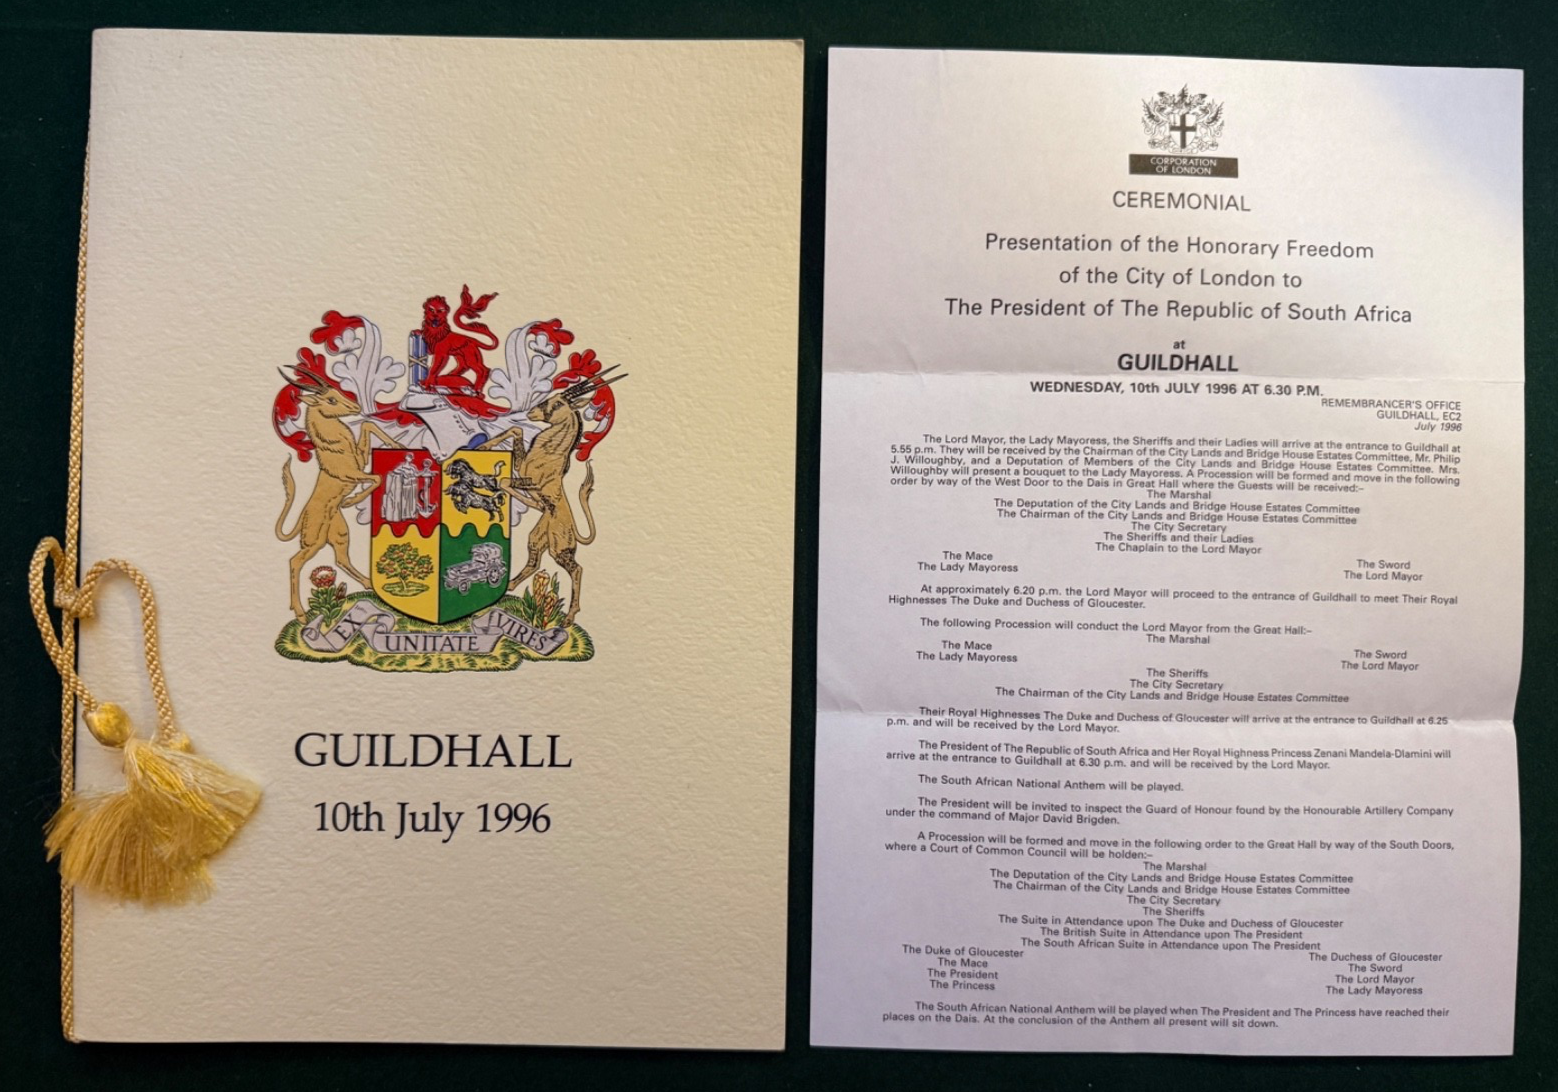 EX UNITATE VIRES
GUILDHALL
10th July 1996
CORPORATION
OF LONDON
CEREMONIAL
Presentation of the Honorary Freedom
of the City of London to
The President of The Republic of South Africa
at
GUILDHALL
WEDNESDAY, 10th JULY 1996 AT 6.30 P.M.
REMEMBRANCER'S OFFICE
GUILDHALL, EC2
July 1996
The Lord Mayor, the Lady Mayoress, the Sheriffs and their Ladies will arrive at the entrance to Guildhall at
5.55 p.m. They will be received by the Chairman of the City Lands and Bridge House Estates Committee, Mr. Philip
J. Willoughby, and a Deputation of Members of the City Lands and Bridge House Estates Committee. Mrs.
Willoughby will present a bouquet to the Lady Mayoress. A Procession will be formed and move in the following
order by way of the West Door to the Dais in Great Hall where the Guests will be received:–
The Marshal
The Deputation of the City Lands and Bridge House Estates Committee
The Chairman of the City Lands and Bridge House Estates Committee
The City Secretary
The Sheriffs and their Ladies
The Chaplain to the Lord Mayor
The Mace
The Lady Mayoress
The Sword
The Lord Mayor
At approximately 6.20 p.m. the Lord Mayor will proceed to the entrance of Guildhall to meet Their Royal
Highnesses The Duke and Duchess of Gloucester.
The following Procession will conduct the Lord Mayor from the Great Hall:–
The Marshal
The Mace
The Lady Mayoress
The Sword
The Lord Mayor
The Sheriffs
The City Secretary
The Chairman of the City Lands and Bridge House Estates Committee
Their Royal Highnesses The Duke and Duchess of Gloucester will arrive at the entrance to Guildhall at 6.25
p.m. and will be received by the Lord Mayor.
The President of The Republic of South Africa and Her Royal Highness Princess Zenani Mandela-Dlamini will
arrive at the entrance to Guildhall at 6.30 p.m. and will be received by the Lord Mayor.
The South African National Anthem will be played.
The President will be invited to inspect the Guard of Honour found by the Honourable Artillery Company
under the command of Major David Brigden.
A Procession will be formed and move in the following order to the Great Hall by way of the South Doors,
where a Court of Common Council will be holden:–
The Marshal
The Deputation of the City Lands and Bridge House Estates Committee
The Chairman of the City Lands and Bridge House Estates Committee
The City Secretary
The Sheriffs
The Suite in Attendance upon The Duke and Duchess of Gloucester
The British Suite in Attendance upon The President
The South African Suite in Attendance upon The President
The Duke of Gloucester
The Mace
The President
The Princess
The Duchess of Gloucester
The Sword
The Lord Mayor
The Lady Mayoress
The South African National Anthem will be played when The President and The Princess have reached their
places on the Dais. At the conclusion of the Anthem all present will sit down.